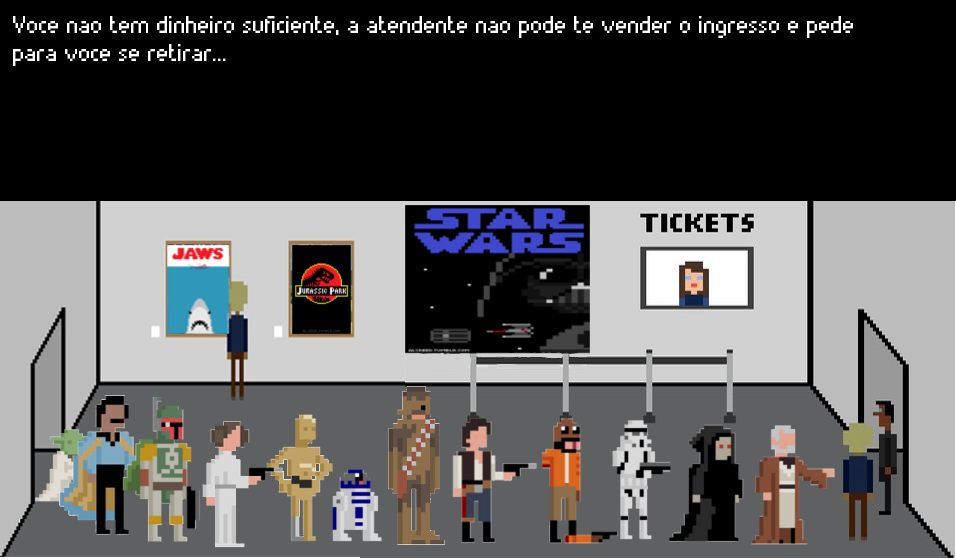 Voce nao tem dinheiro suficiente, a atendente nao pode te vender o ingresso e pede
para voce se retirar...
JAWS
JURASSIC PARK
STAR
WARS
TICKETS